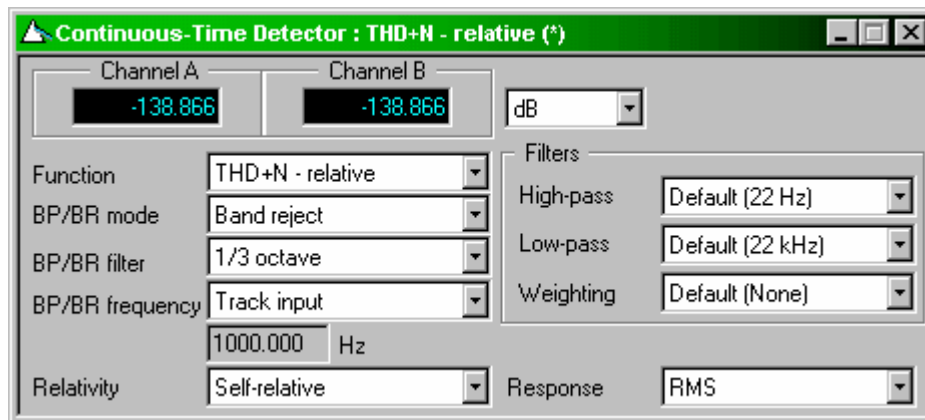 Continuous-Time Detector : THD+N - relative (*)
Channel A
Channel B
-138.866
-138.866
dB
Function
THD+N - relative
BP/BR mode
Band reject
BP/BR filter
1/3 octave
BP/BR frequency
Track input
1000.000
Hz
Relativity
Self-relative
Filters
High-pass
Default (22 Hz)
Low-pass
Default (22 kHz)
Weighting
Default (None)
Response
RMS